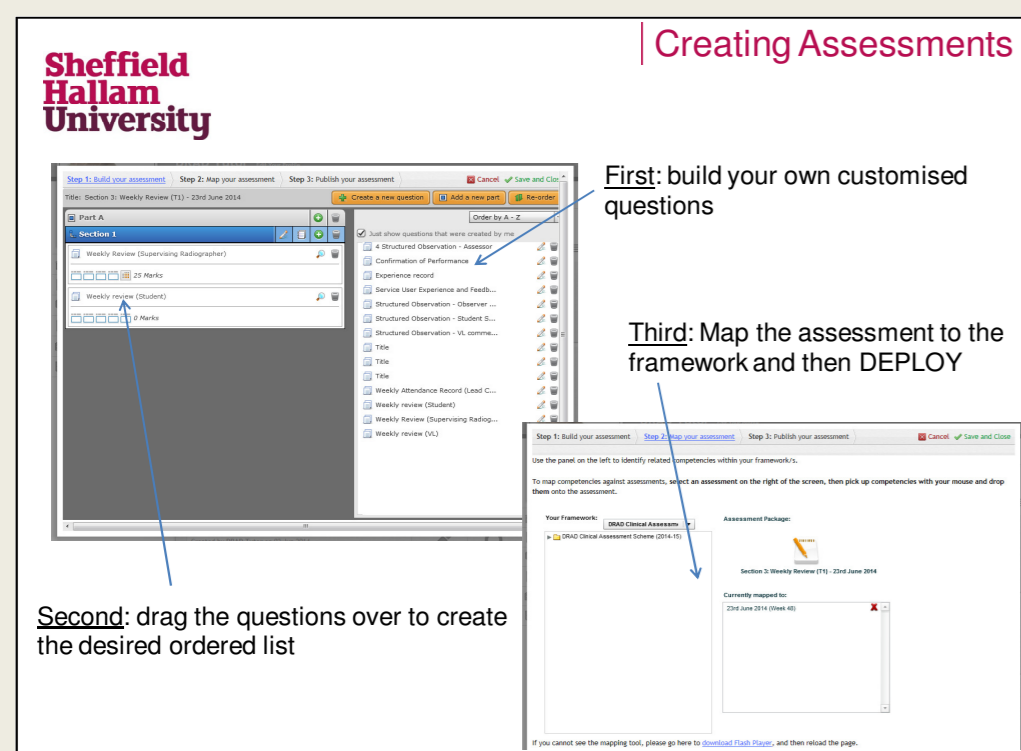 Creating Assessments
Sheffield
Hallam
University
Step 1: Build your assessment Step 2: Map your assessment Step 3: Publish your assessment Cancel Save and Clos
Title: Section 3: Weekly Review (T1) - 23rd June 2014 Create a new question Add a new part Re-order
Part A
Section 1
Weekly Review (Supervising Radiographer)
25 Marks
Weekly review (Student)
0 Marks
Order by A - Z
Just show questions that were created by me
4 Structured Observation - Assessor
Confirmation of Performance
Experience record
Service User Experience and Feedb...
Structured Observation - Observer ...
Structured Observation - Student S...
Structured Observation - VL comme...
Title
Title
Title
Weekly Attendance Record (Lead C...
Weekly review (Student)
Weekly Review (Supervising Radiog...
Weekly review (VL)
First: build your own customised
questions
Third: Map the assessment to the
framework and then DEPLOY
Second: drag the questions over to create
the desired ordered list
Step 1: Build your assessment Step 2: Map your assessment Step 3: Publish your assessment Cancel Save and Close
Use the panel on the left to identify related competencies within your framework/s.
To map competencies against assessments, select an assessment on the right of the screen, then pick up competencies with your mouse and drop
them onto the assessment.
Your Framework: DRAD Clinical Assessm
DRAD Clinical Assessment Scheme (2014-15)
Assessment Package:
Section 3: Weekly Review (T1) - 23rd June 2014
Currently mapped to:
23rd June 2014 (Week 48) X
If you cannot see the mapping tool, please go here to download Flash Player, and then reload the page.